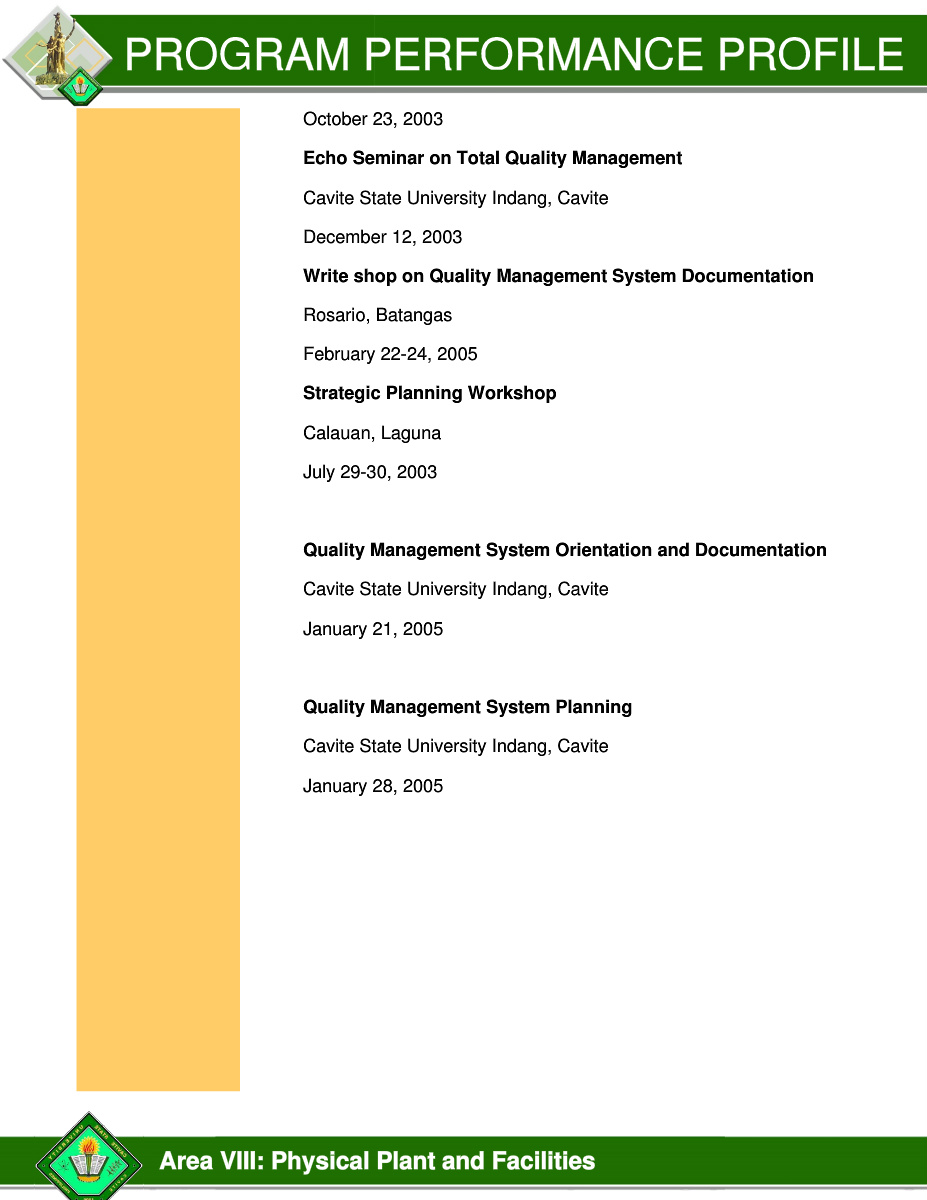 PROGRAM PERFORMANCE PROFILE
October 23, 2003
Echo Seminar on Total Quality Management
Cavite State University Indang, Cavite
December 12, 2003
Write shop on Quality Management System Documentation
Rosario, Batangas
February 22-24, 2005
Strategic Planning Workshop
Calauan, Laguna
July 29-30, 2003
Quality Management System Orientation and Documentation
Cavite State University Indang, Cavite
January 21, 2005
Quality Management System Planning
Cavite State University Indang, Cavite
January 28, 2005
Area VIII: Physical Plant and Facilities